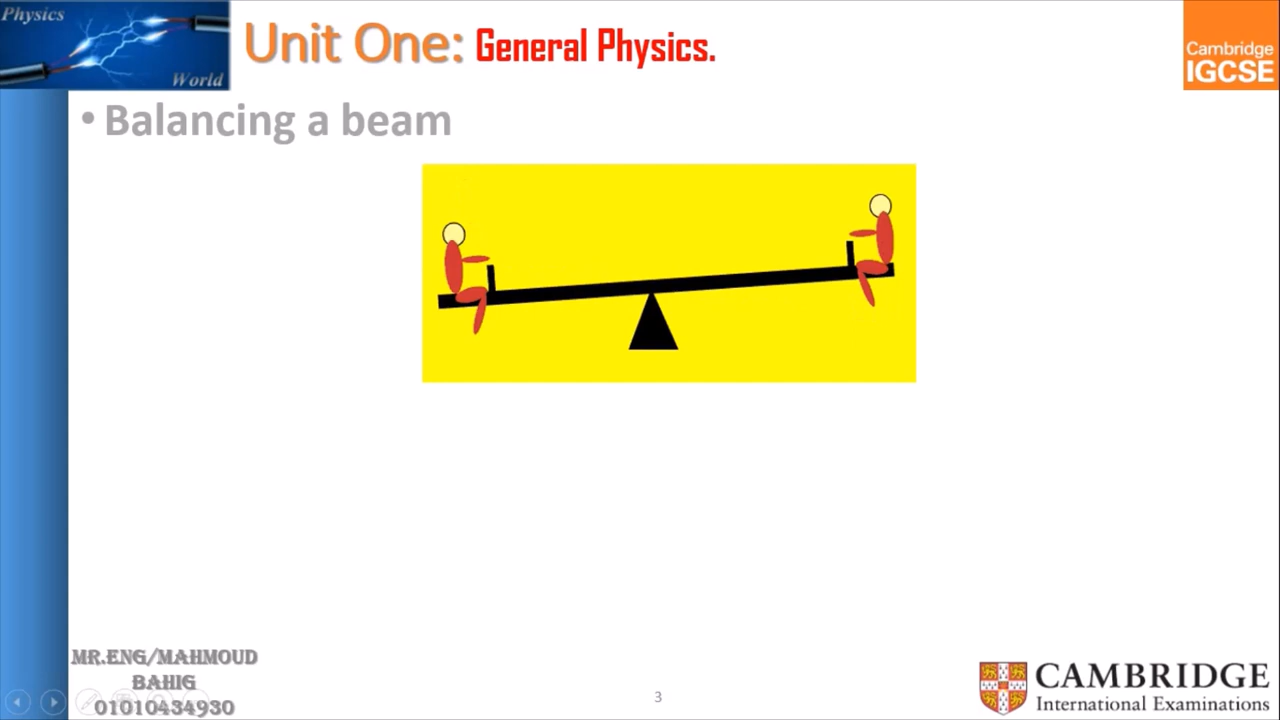 Physics
World
Unit One: General Physics.
Cambridge
IGCSE
• Balancing a beam
MR.ENG/MAHMOUD
BAHIG
01010434930
3
CAMBRIDGE
International Examinations